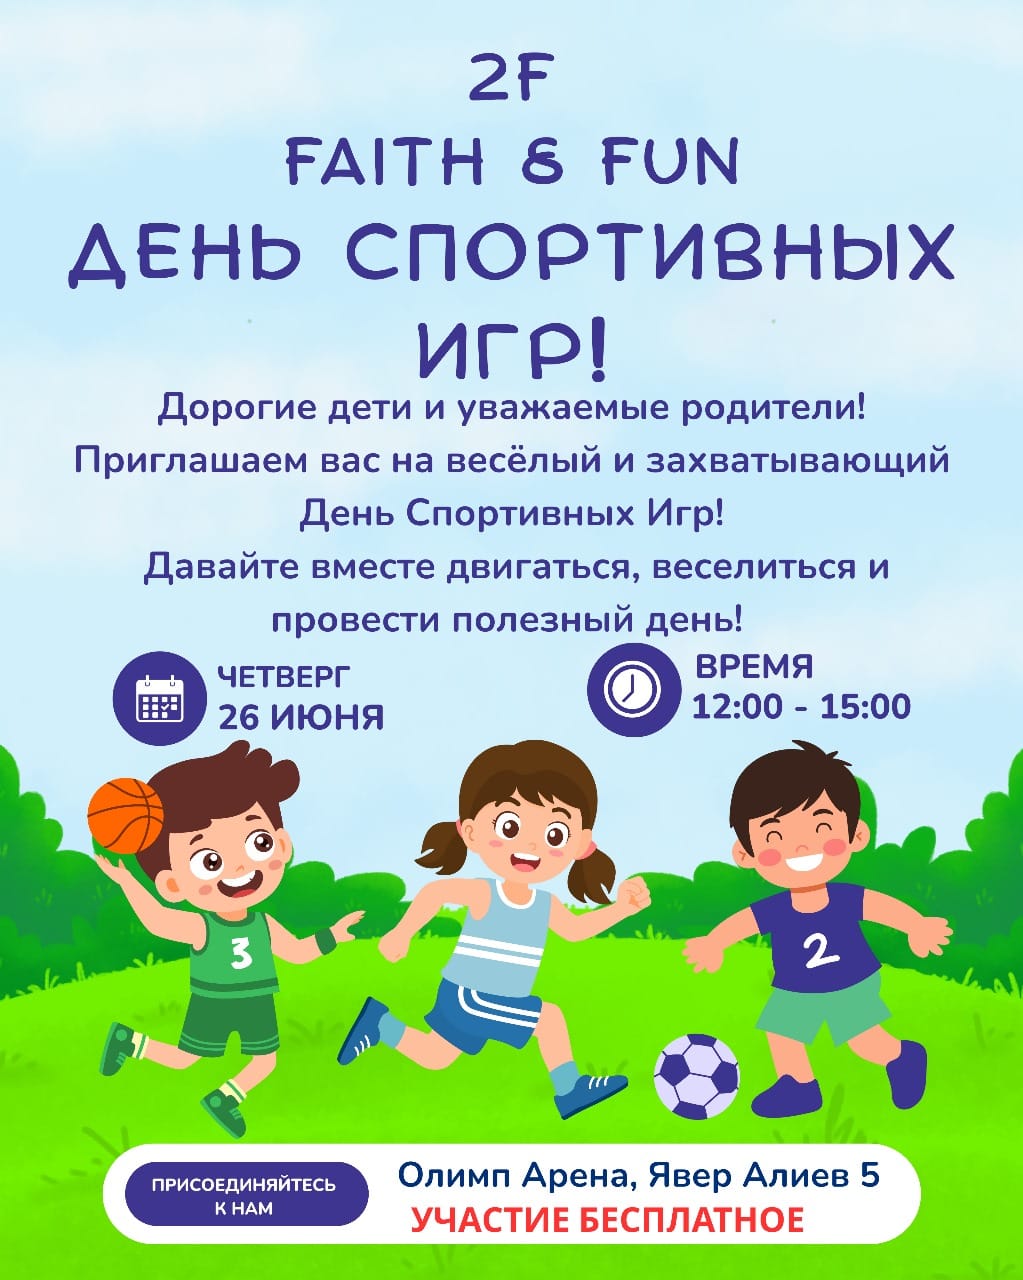 2F
FAITH & FUN
ДЕНЬ СПОРТИВНЫХ
ИГР!
Дорогие дети и уважаемые родители!
Приглашаем вас на весёлый и захватывающий
День Спортивных Игр!
Давайте вместе двигаться, веселиться и
провести полезный день!
ЧЕТВЕРГ
26 ИЮНЯ
ВРЕМЯ
12:00 - 15:00
3
2
ПРИСОЕДИНЯЙТЕСЬ
К НАМ
Олимп Арена, Явер Алиев 5
УЧАСТИЕ БЕСПЛАТНОЕ